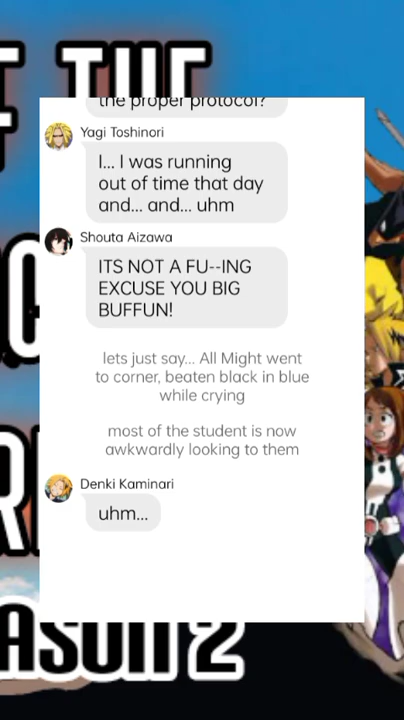 THE
the proper protocol?
Yagi Toshinori
I... I was running
out of time that day
and... and... uhm
Shouta Aizawa
ITS NOT A FU--ING
EXCUSE YOU BIG
BUFFUN!
lets just say... All Might went
to corner, beaten black in blue
while crying
most of the student is now
awkwardly looking to them
Denki Kaminari
uhm...
ASON 2